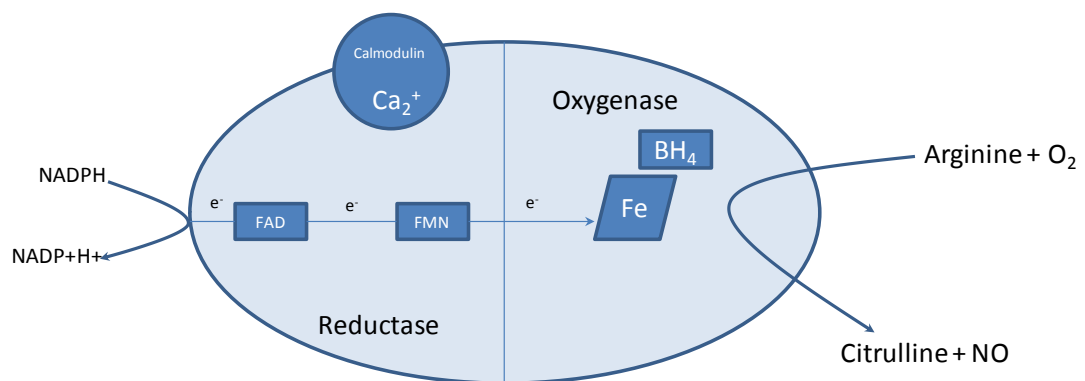 Calmodulin
Ca₂⁺
Oxygenase
BH₄
Arginine + O₂
NADPH
e⁻
e⁻
e⁻
FAD
FMN
Fe
NADP+H+
Reductase
Citrulline + NO